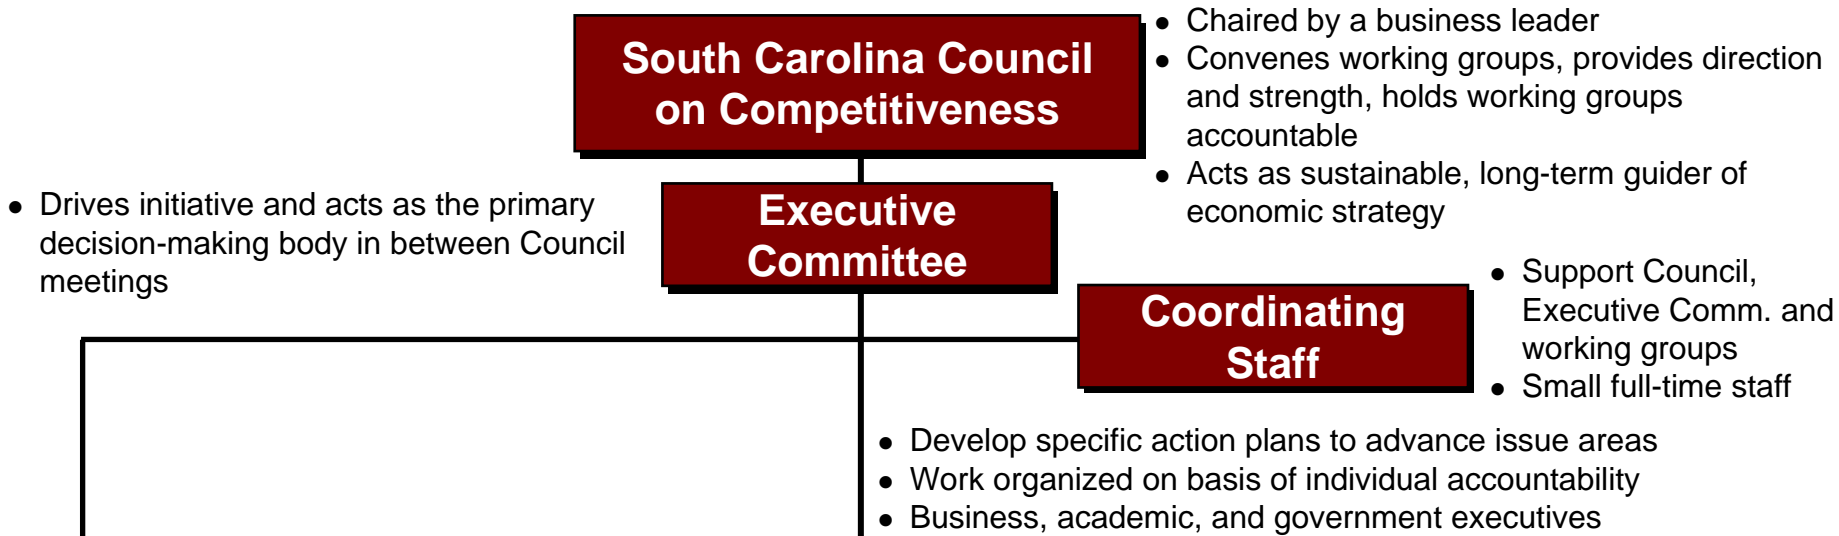 South Carolina Council
on Competitiveness
• Chaired by a business leader
• Convenes working groups, provides direction
and strength, holds working groups
accountable
• Acts as sustainable, long-term guider of
economic strategy
• Drives initiative and acts as the primary
decision-making body in between Council
meetings
Executive
Committee
Coordinating
Staff
• Support Council,
Executive Comm. and
working groups
• Small full-time staff
• Develop specific action plans to advance issue areas
• Work organized on basis of individual accountability
• Business, academic, and government executives